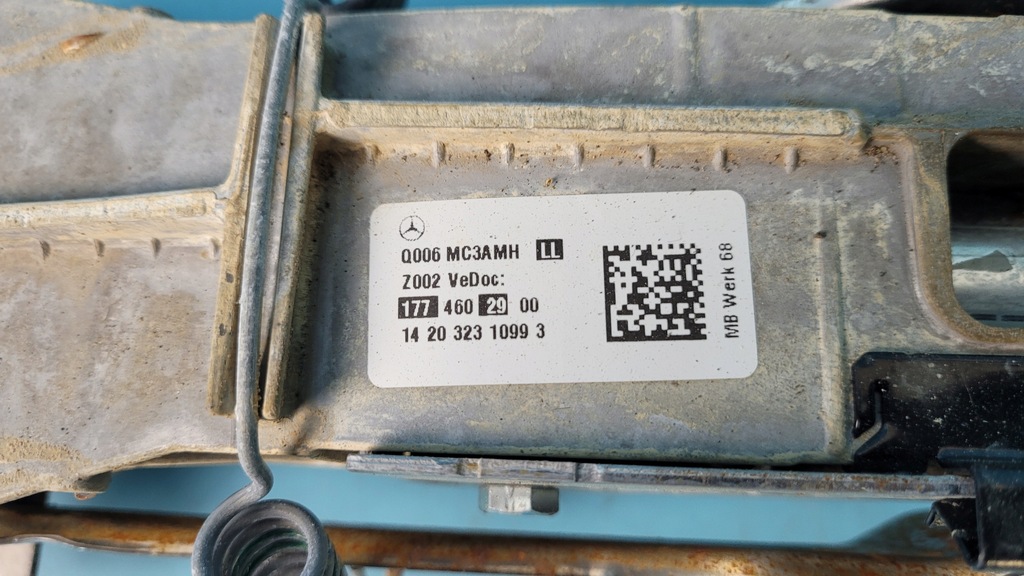 Q006 MC3AMH LL
Z002 VeDoc:
177 460 29 00
14 20 323 1099 3
MB Werk 68